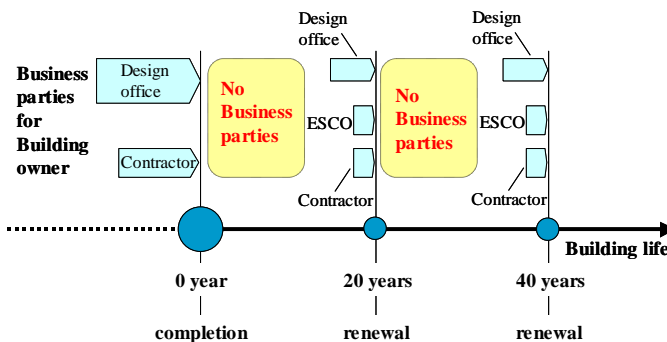 Business
parties
for
Building
owner
Design
office
Contractor
No
Business
parties
Design
office
ESCO
Contractor
No
Business
parties
Design
office
ESCO
Contractor
Building life
0 year
20 years
40 years
completion
renewal
renewal